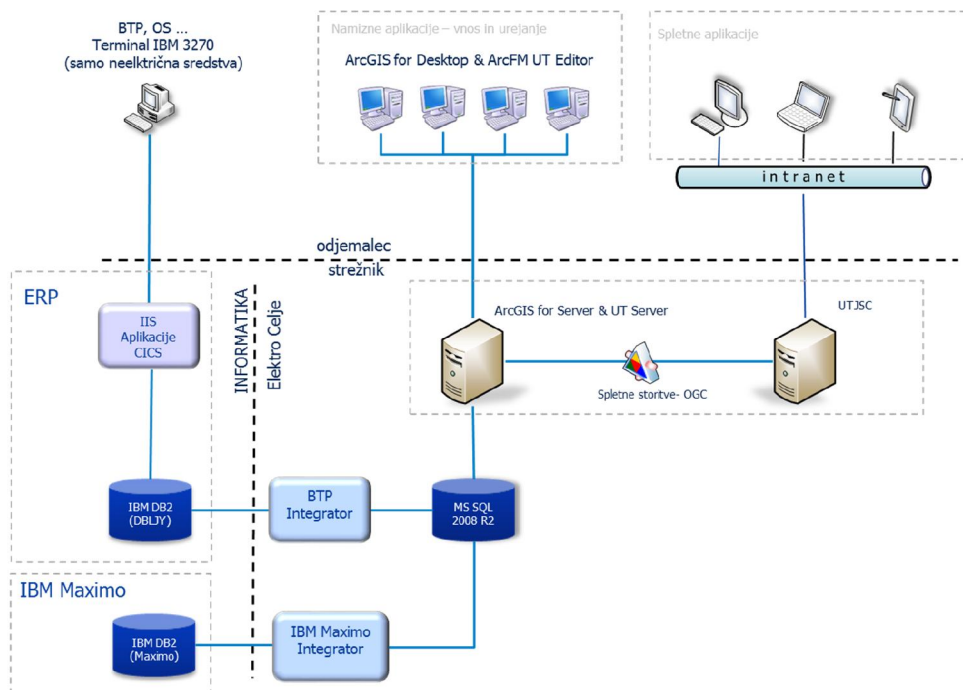 BTP, OS ...
Terminal IBM 3270
(samo neelktrična sredstva)
Namizne aplikacije – vnos in urejanje
ArcGIS for Desktop & ArcFM UT Editor
Spletne aplikacije
intranet
odjemalec
strežnik
ERP
IIS
Aplikacije
CICS
INFORMATIKA
Elektro Celje
ArcGIS for Server & UT Server
UTJSC
Spletne storitve- OGC
IBM DB2
(DBLJY)
BTP
Integrator
MS SQL
2008 R2
IBM Maximo
IBM DB2
(Maximo)
IBM Maximo
Integrator